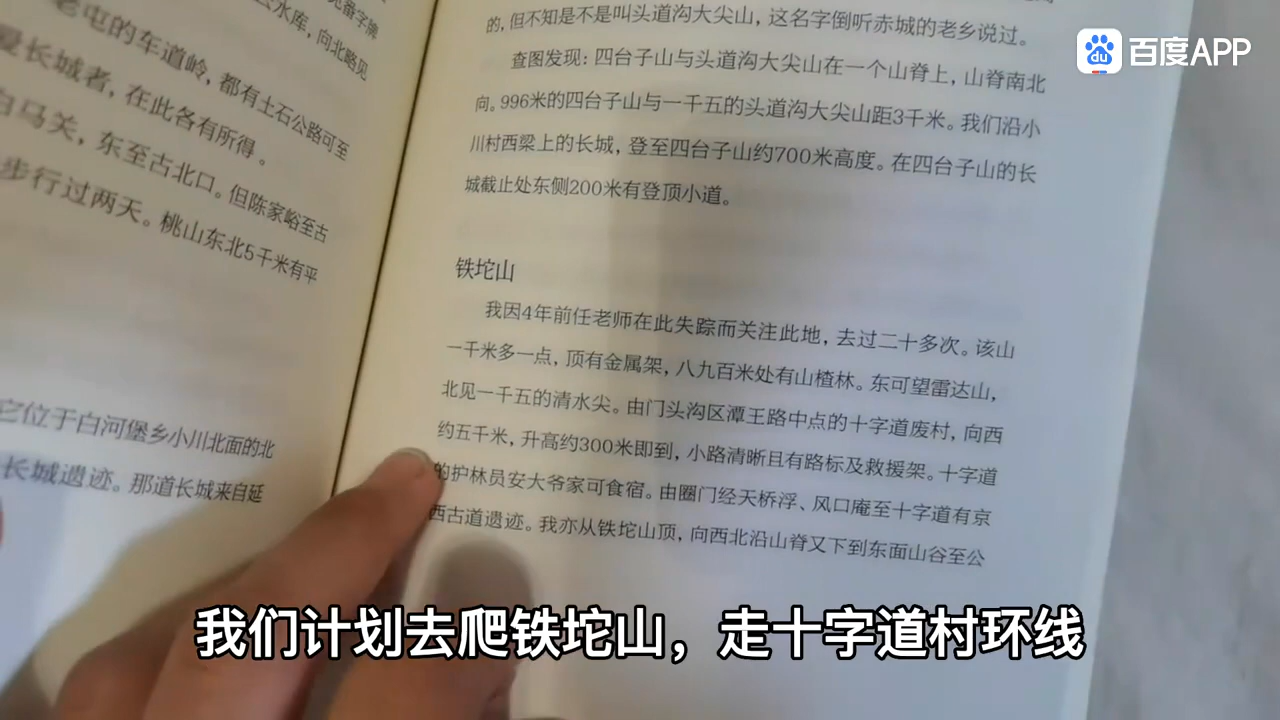 见番字牌
云水库，向北略见
老屯的车道岭，都有土石公路可至
爱长城者，在此各有所得。
白马关，东至古北口。但陈家峪至古
步行过两天。桃山东北5千米有平
它位于白河堡乡小川北面的北
长城遗迹。那道长城来自延
的，但不知是不是叫头道沟大尖山，这名字倒听赤城的老乡说过。
查图发现：四台子山与头道沟大尖山在一个山脊上，山脊南北
向。996米的四台子山与一千五的头道沟大尖山距3千米。我们沿小
川村西梁上的长城，登至四台子山约700米高度。在四台子山的长
城截止处东侧200米有登顶小道。
铁坨山
我因4年前任老师在此失踪而关注此地，去过二十多次。该山
一千米多一点，顶有金属架，八九百米处有山楂林。东可望雷达山，
北见一千五的清水尖。由门头沟区潭王路中点的十字道废村，向西
约五千米，升高约300米即到，小路清晰且有路标及救援架。十字道
的护林员安大爷家可食宿。由圈门经天桥浮、风口庵至十字道有京
西古道遗迹。我亦从铁坨山顶，向西北沿山脊又下到东面山谷至公
百度APP
我们计划去爬铁坨山，走十字道村环线